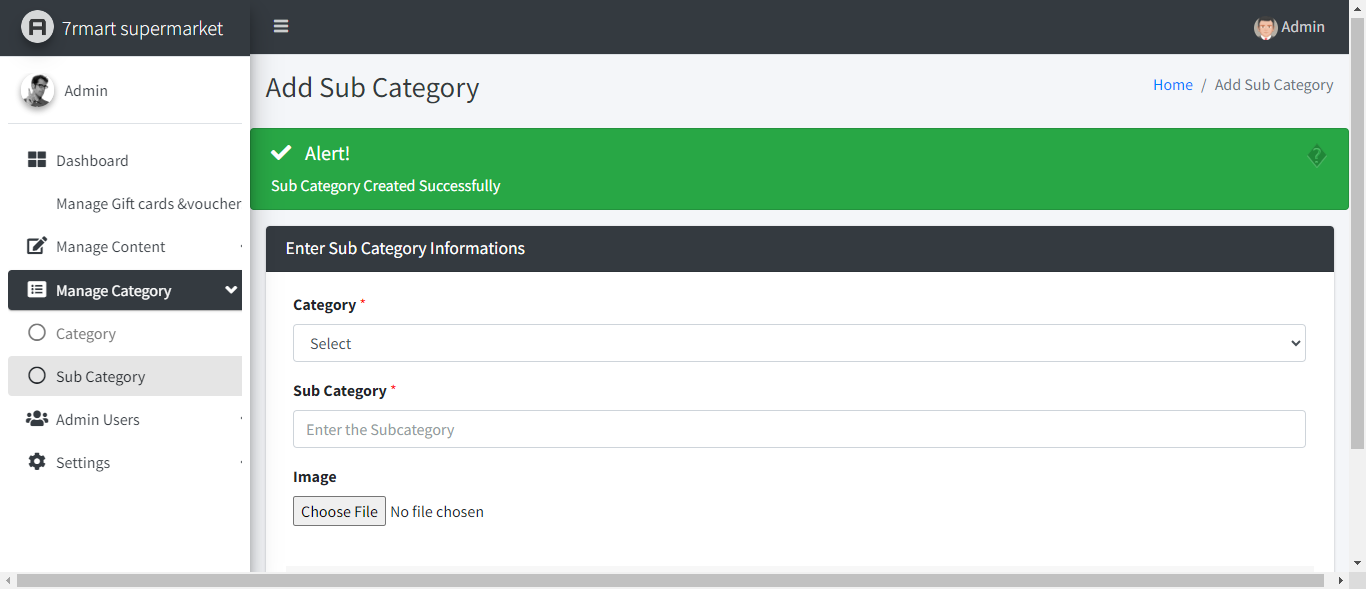 7rmart supermarket
Admin
Admin
Add Sub Category
Home / Add Sub Category
Alert!
Sub Category Created Successfully
Dashboard
Manage Gift cards &voucher
Manage Content
Manage Category
Category
Sub Category
Admin Users
Settings
Enter Sub Category Informations
Category *
Select
Sub Category *
Enter the Subcategory
Image
Choose File No file chosen